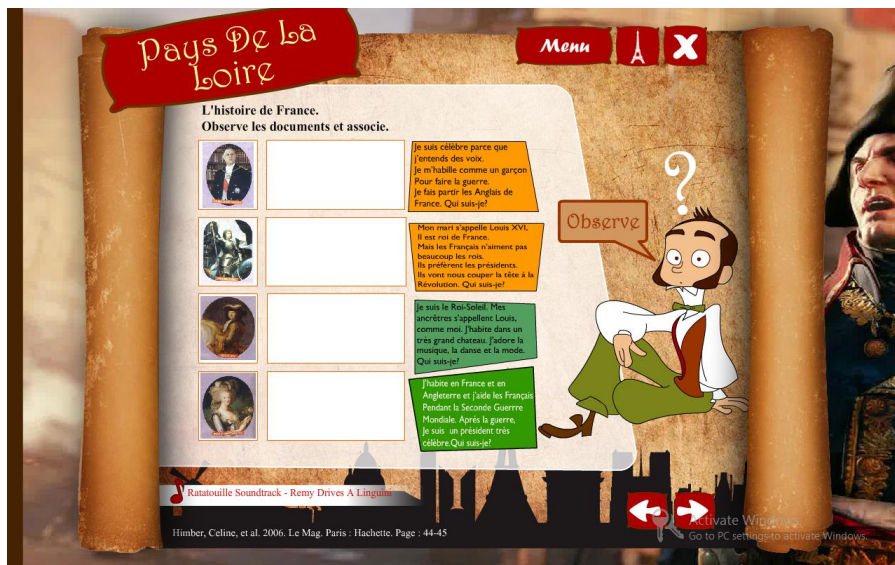 Pays De La
Loire
Menu
X
L'histoire de France.
Observe les documents et associe.
Je suis célèbre parce que
j'entends des voix.
Je m'habille comme un garçon
Pour faire la guerre.
Je fais partir les Anglais de
France. Qui suis-je?
Mon mari s'appelle Louis XVI,
Il est roi de France.
Mais les Français n'aiment pas
beaucoup les rois.
Ils préfèrent les présidents.
Ils vont nous couper la tête à la
Révolution. Qui suis-je?
Je suis le Roi-Soleil. Mes
ancêtres s'appellent Louis,
comme moi. J'habite dans un
très grand chateau. J'adore la
musique, la danse et la mode.
Qui suis-je?
J'habite en France et en
Angleterre et j'aide les Français
Pendant la Seconde Guerrre
Mondiale. Après la guerre,
Je suis un président très
célèbre.Qui suis-je?
?
Observe
Ratatouille Soundtrack - Remy Drives A Linguini
Himber, Celine, et al. 2006. Le Mag. Paris : Hachette. Page : 44-45
Activate Windows
Go to PC settings to activate Windows.